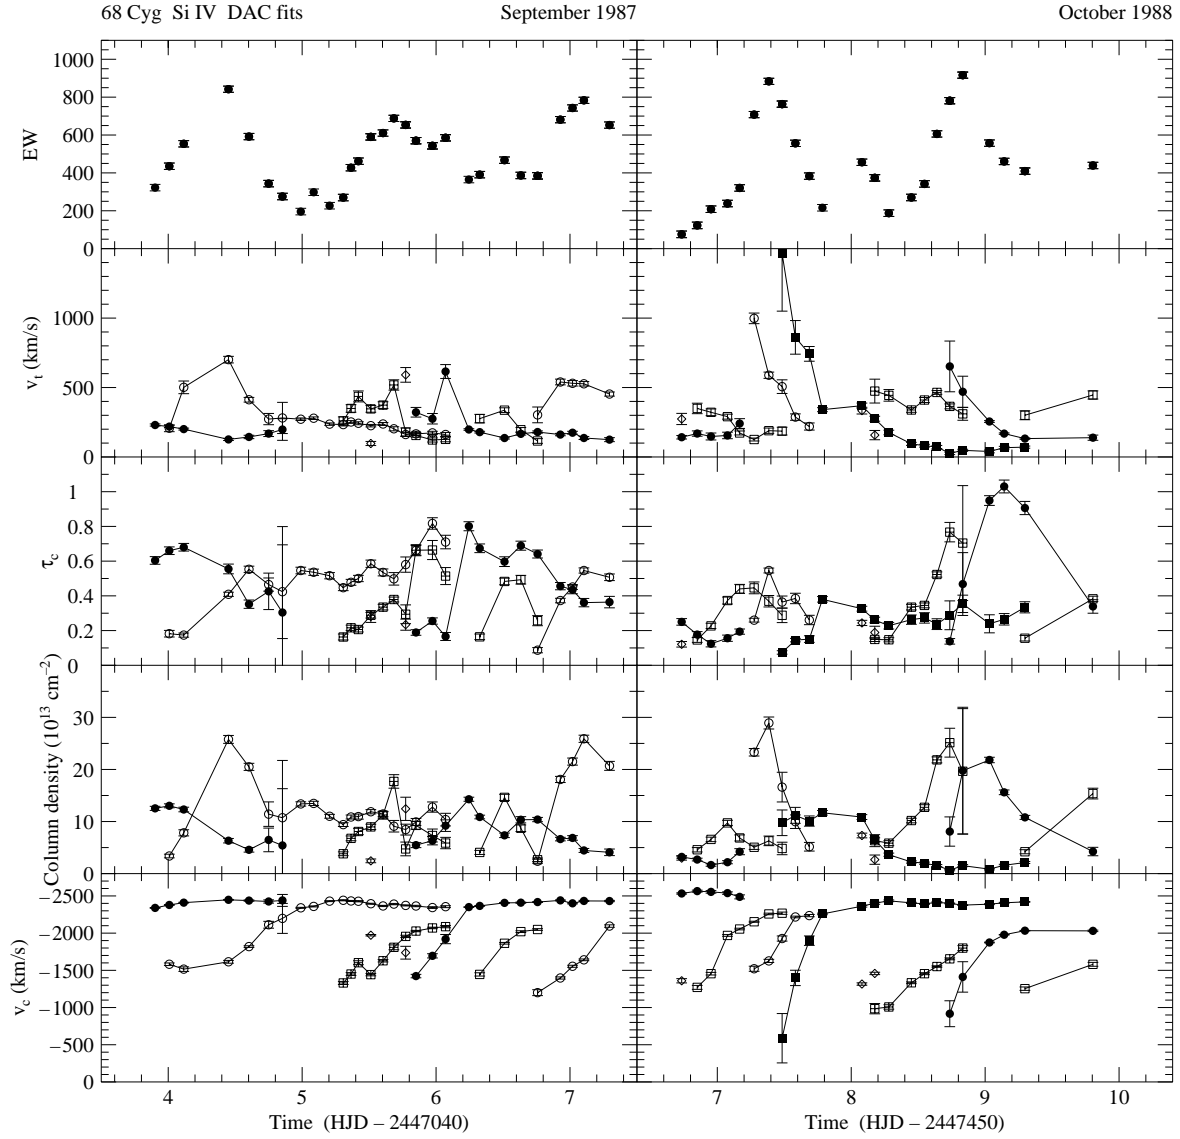 68 Cyg Si IV DAC fits
September 1987
October 1988
EW
1000
800
600
400
200
0
v_t (km/s)
1000
500
0
τ_c
1
0.8
0.6
0.4
0.2
0
Column density (10^13 cm^−2)
30
20
10
0
v_c (km/s)
−2500
−2000
−1500
−1000
−500
0
4 5 6 7
7 8 9 10
Time (HJD − 2447040)
Time (HJD − 2447450)